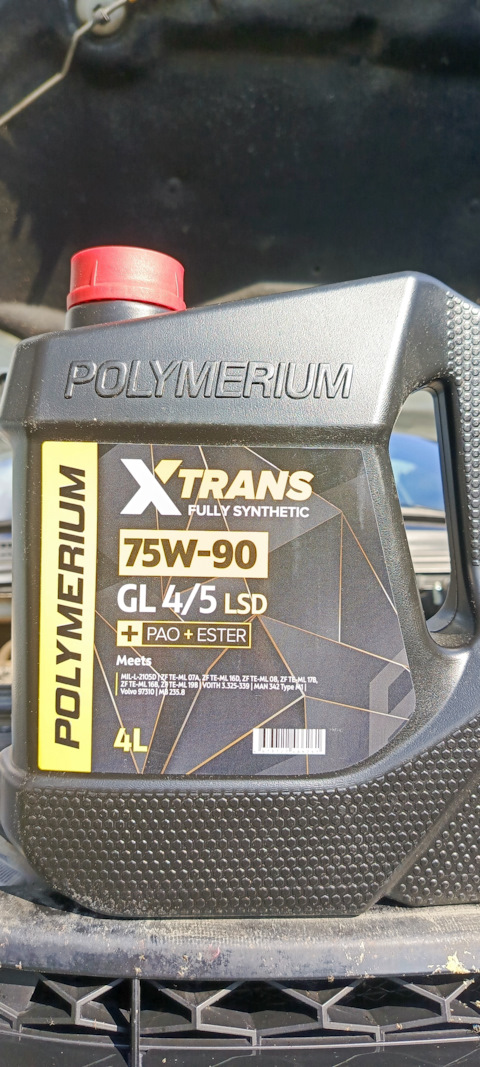 POLYMERIUM
POLYMERIUM
XTRANS
FULLY SYNTHETIC
75W-90
GL 4/5 LSD
+ PAO + ESTER
Meets
MIL-L-2105D | ZF TE-ML 07A, ZF TE-ML 16D, ZF TE-ML 08, ZF TE-ML 17B,
ZF TE-ML 16B, ZF TE-ML 19B | VOITH 3.325-339 | MAN 342 Type M1 |
Volvo 97310 | MB 235.8
4L